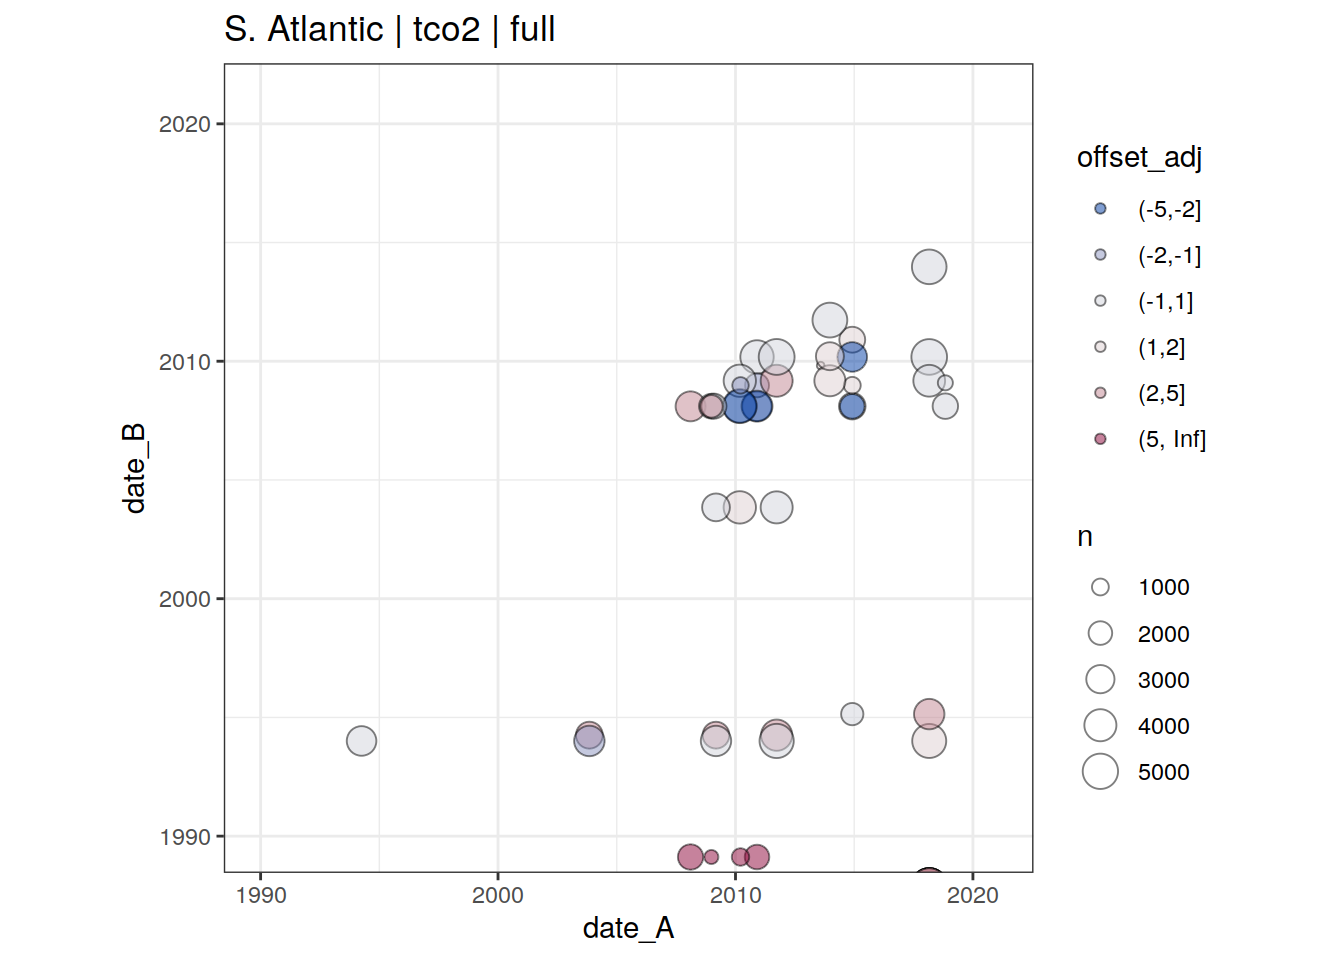 S. Atlantic | tco2 | full
2020
2010
2000
1990
date_B
1990 2000 2010 2020
date_A
offset_adj
(-5,-2]
(-2,-1]
(-1,1]
(1,2]
(2,5]
(5, Inf]
n
1000
2000
3000
4000
5000